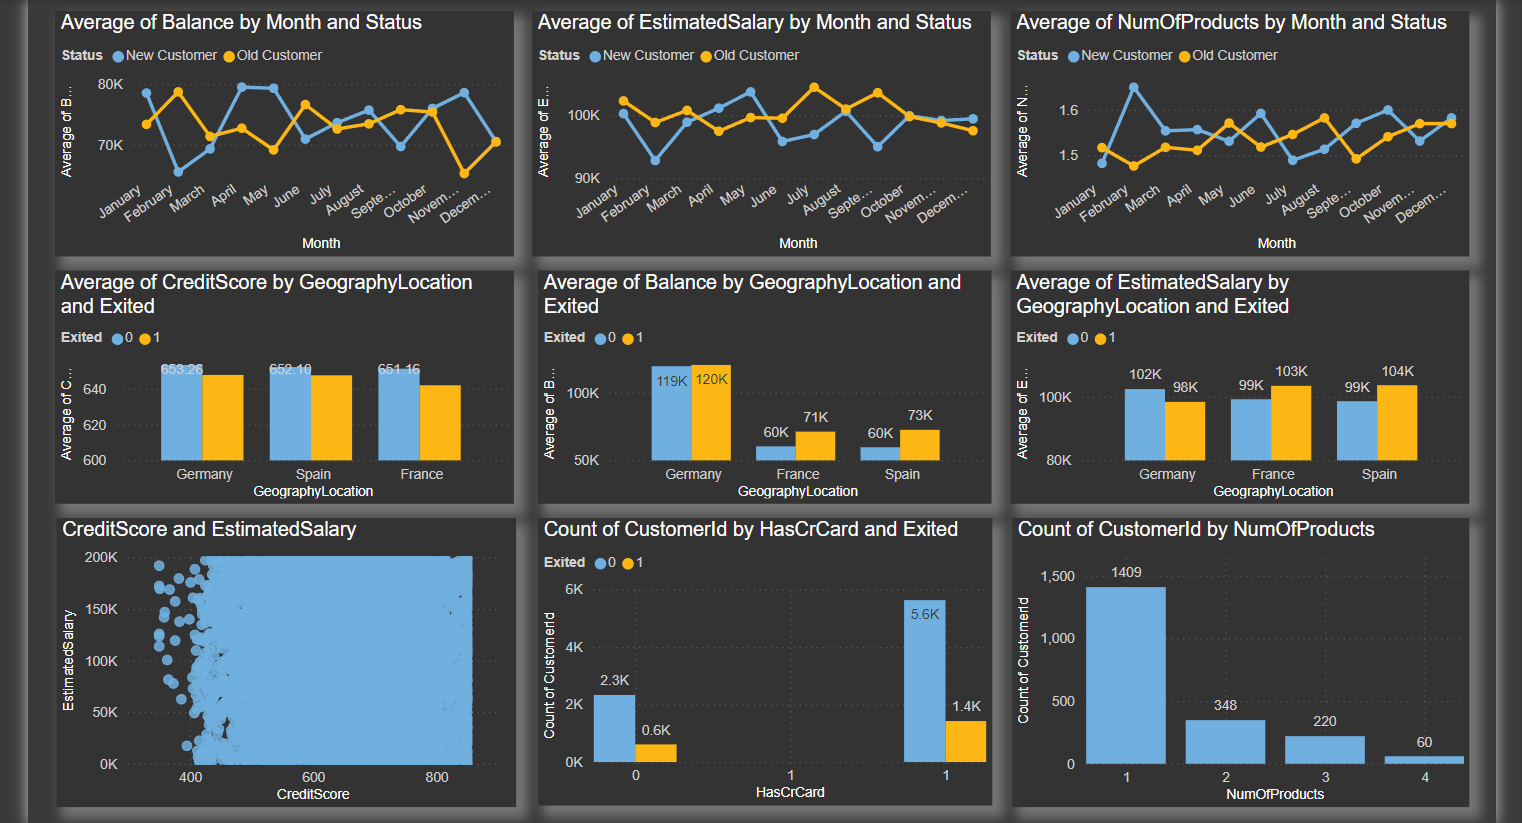 Average of Balance by Month and Status
Status New Customer Old Customer
Average of B...
80K
70K
January
February
March
April
May
June
July
August
Septe...
October
Novem...
Decem...
Month
Average of EstimatedSalary by Month and Status
Status New Customer Old Customer
Average of E...
100K
90K
January
February
March
April
May
June
July
August
Septe...
October
Novem...
Decem...
Month
Average of NumOfProducts by Month and Status
Status New Customer Old Customer
Average of N...
1.6
1.5
January
February
March
April
May
June
July
August
Septe...
October
Novem...
Decem...
Month
Average of CreditScore by GeographyLocation
and Exited
Exited 0 1
Average of C...
640
620
600
653.26
652.10
651.16
Germany
Spain
France
GeographyLocation
Average of Balance by GeographyLocation and
Exited
Exited 0 1
Average of B...
100K
50K
119K
120K
60K
71K
60K
73K
Germany
France
Spain
GeographyLocation
Average of EstimatedSalary by
GeographyLocation and Exited
Exited 0 1
Average of E...
100K
80K
102K
98K
99K
103K
99K
104K
Germany
France
Spain
GeographyLocation
CreditScore and EstimatedSalary
EstimatedSalary
200K
150K
100K
50K
0K
400
600
800
CreditScore
Count of CustomerId by HasCrCard and Exited
Exited 0 1
Count of CustomerId
6K
4K
2K
0K
2.3K
0.6K
5.6K
1.4K
0
1
1
HasCrCard
Count of CustomerId by NumOfProducts
Count of CustomerId
1,500
1,000
500
0
1409
348
220
60
1
2
3
4
NumOfProducts